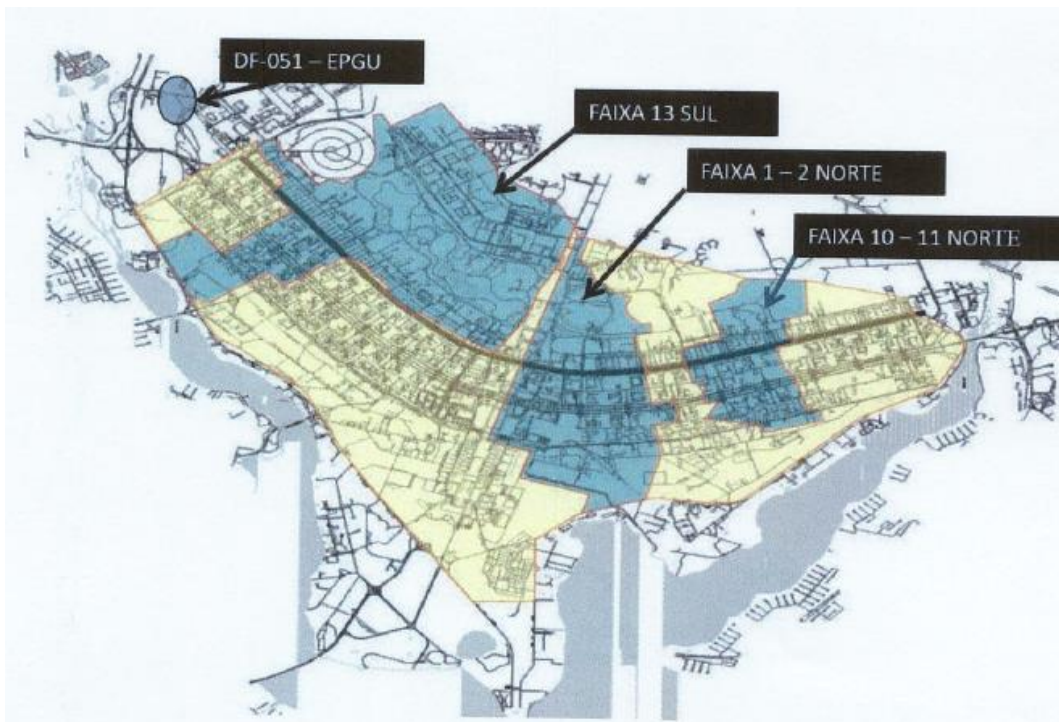 DF-051 – EPGU
FAIXA 13 SUL
FAIXA 1 – 2 NORTE
FAIXA 10 – 11 NORTE